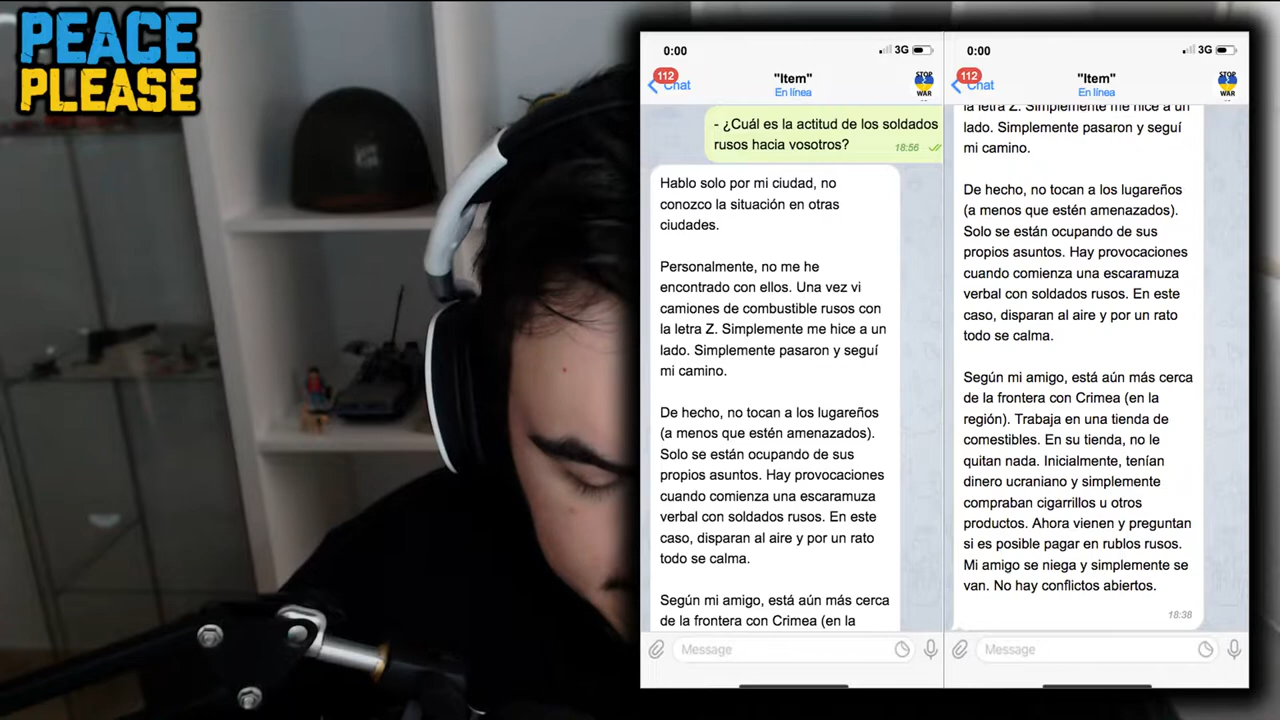 PEACE
PLEASE
0:00
3G
112
Chat
"Item"
En línea
STOP
WAR
- ¿Cuál es la actitud de los soldados
rusos hacia vosotros?
18:56
Hablo solo por mi ciudad, no
conozco la situación en otras
ciudades.
Personalmente, no me he
encontrado con ellos. Una vez vi
camiones de combustible rusos con
la letra Z. Simplemente me hice a un
lado. Simplemente pasaron y seguí
mi camino.
De hecho, no tocan a los lugareños
(a menos que estén amenazados).
Solo se están ocupando de sus
propios asuntos. Hay provocaciones
cuando comienza una escaramuza
verbal con soldados rusos. En este
caso, disparan al aire y por un rato
todo se calma.
Según mi amigo, está aún más cerca
de la frontera con Crimea (en la
Message
0:00
3G
112
Chat
"Item"
En línea
STOP
WAR
la letra Z. Simplemente me hice a un
lado. Simplemente pasaron y seguí
mi camino.
De hecho, no tocan a los lugareños
(a menos que estén amenazados).
Solo se están ocupando de sus
propios asuntos. Hay provocaciones
cuando comienza una escaramuza
verbal con soldados rusos. En este
caso, disparan al aire y por un rato
todo se calma.
Según mi amigo, está aún más cerca
de la frontera con Crimea (en la
región). Trabaja en una tienda de
comestibles. En su tienda, no le
quitan nada. Inicialmente, tenían
dinero ucraniano y simplemente
compraban cigarrillos u otros
productos. Ahora vienen y preguntan
si es posible pagar en rublos rusos.
Mi amigo se niega y simplemente se
van. No hay conflictos abiertos.
18:38
Message